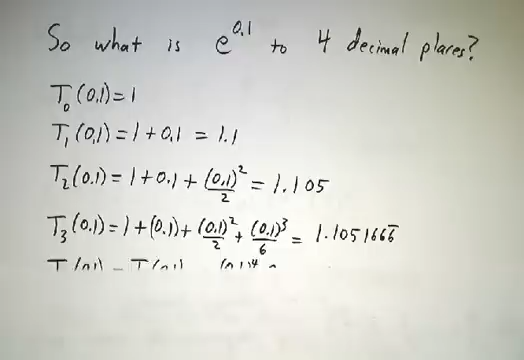 So what is e^0.1 to 4 decimal places?
T₀(0.1)=1
T₁(0.1)=1+0.1=1.1
T₂(0.1)=1+0.1+(0.1)²/2=1.105
T₃(0.1)=1+(0.1)+(0.1)²/2+(0.1)³/6=1.1051666̅